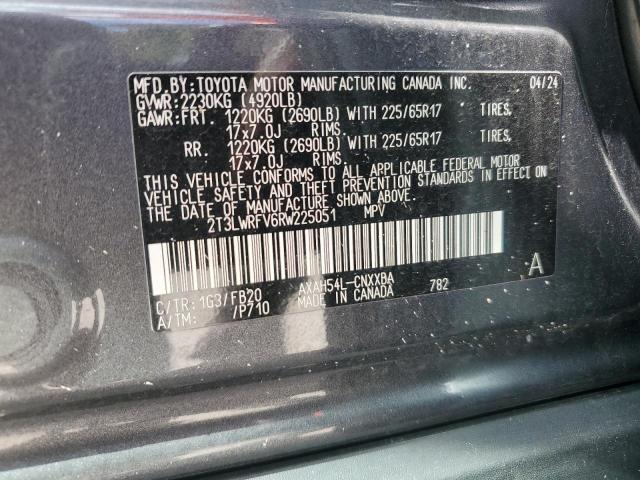 MFD. BY: TOYOTA MOTOR MANUFACTURING CANADA INC. 04/24
GVWR: 2230KG (4920LB)
GAWR: FRT. 1220KG (2690LB) WITH 225/65R17 TIRES,
17x7.0J RIMS.
RR. 1220KG (2690LB) WITH 225/65R17 TIRES,
17x7.0J RIMS.
THIS VEHICLE CONFORMS TO ALL APPLICABLE FEDERAL MOTOR
VEHICLE SAFETY AND THEFT PREVENTION STANDARDS IN EFFECT ON
THE DATE OF MANUFACTURE SHOWN ABOVE.
2T3LWRFV6RW225051 MPV
C/TR: 1G3/FB20 AXAH54L-CNXXBA 782 A
A/TM: /P710 MADE IN CANADA